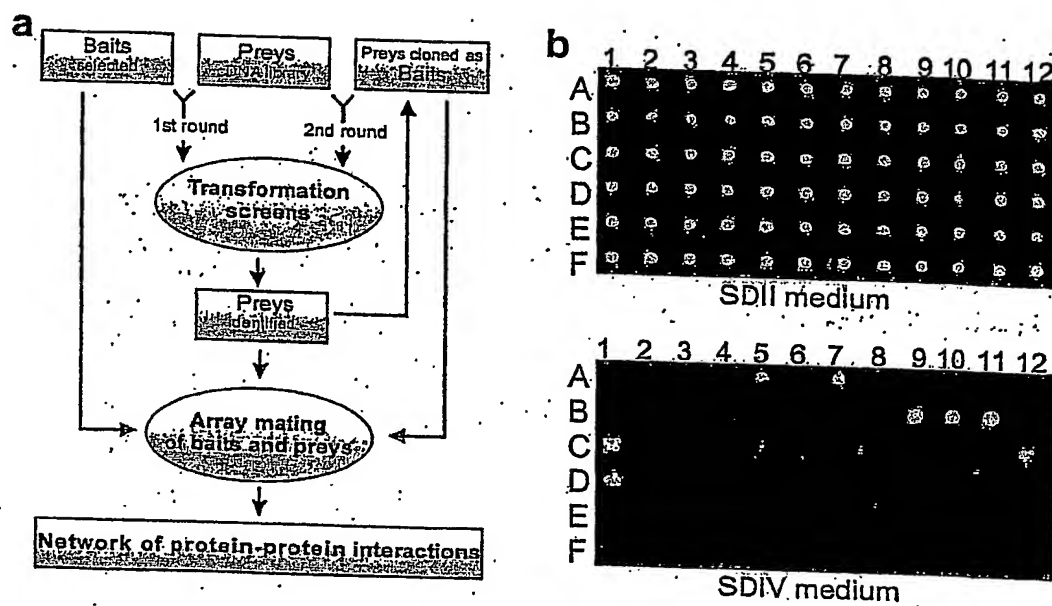 a
Baits
selected
Preys
Preys cloned as
Baits
1st round
2nd round
Transformation
screens
Preys
identified
Array mating
of baits and preys
Network of protein-protein interactions
b
1 2 3 4 5 6 7 8 9 10 11 12
A
B
C
D
E
F
SDII medium
1 2 3 4 5 6 7 8 9 10 11 12
A
B
C
D
E
F
SDIV medium